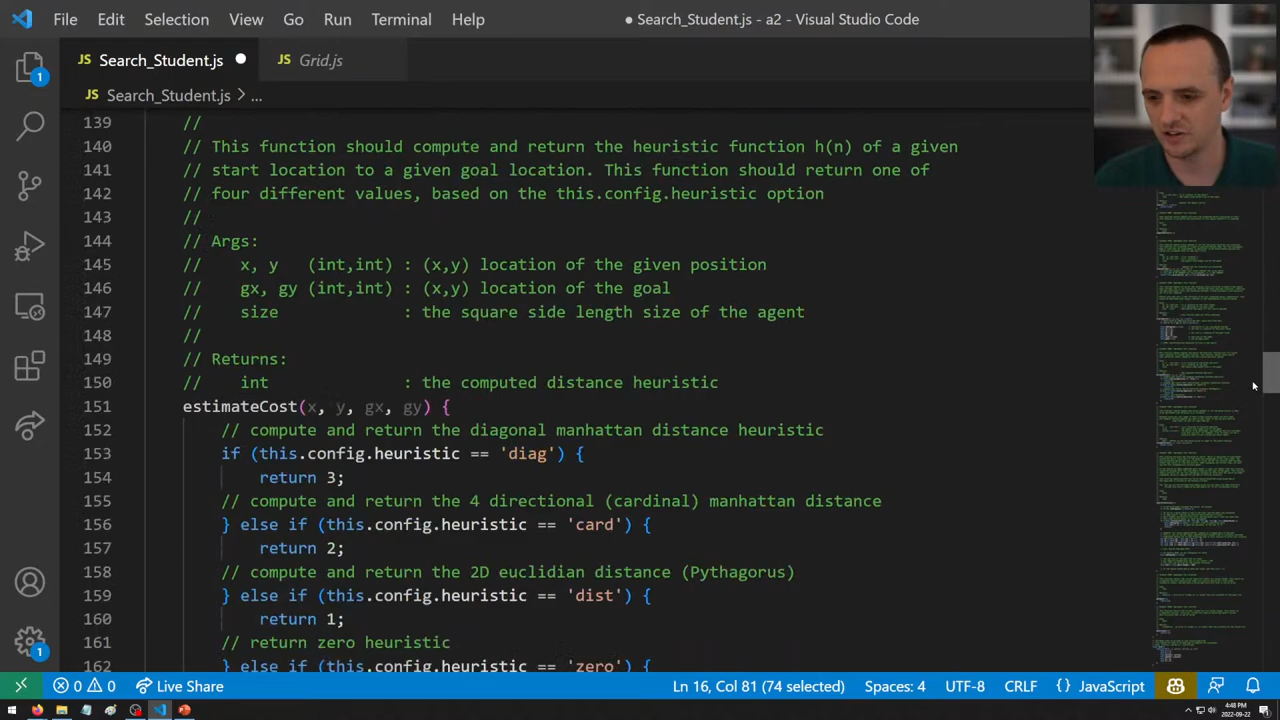 File Edit Selection View Go Run Terminal Help
● Search_Student.js - a2 - Visual Studio Code
JS Search_Student.js ●
JS Grid.js
JS Search_Student.js > ...
139 //
140 // This function should compute and return the heuristic function h(n) of a given
141 // start location to a given goal location. This function should return one of
142 // four different values, based on the this.config.heuristic option
143 //
144 // Args:
145 //    x, y   (int,int) : (x,y) location of the given position
146 //    gx, gy (int,int) : (x,y) location of the goal
147 //    size             : the square side length size of the agent
148 //
149 // Returns:
150 //    int              : the computed distance heuristic
151 estimateCost(x, y, gx, gy) {
152     // compute and return the diagonal manhattan distance heuristic
153     if (this.config.heuristic == 'diag') {
154         return 3;
155     // compute and return the 4 directional (cardinal) manhattan distance
156     } else if (this.config.heuristic == 'card') {
157         return 2;
158     // compute and return the 2D euclidian distance (Pythagorus)
159     } else if (this.config.heuristic == 'dist') {
160         return 1;
161     // return zero heuristic
162     } else if (this.config.heuristic == 'zero') {
1
1
0 0 Live Share
Ln 16, Col 81 (74 selected) Spaces: 4 UTF-8 CRLF {} JavaScript
4:48 PM
2022-09-22